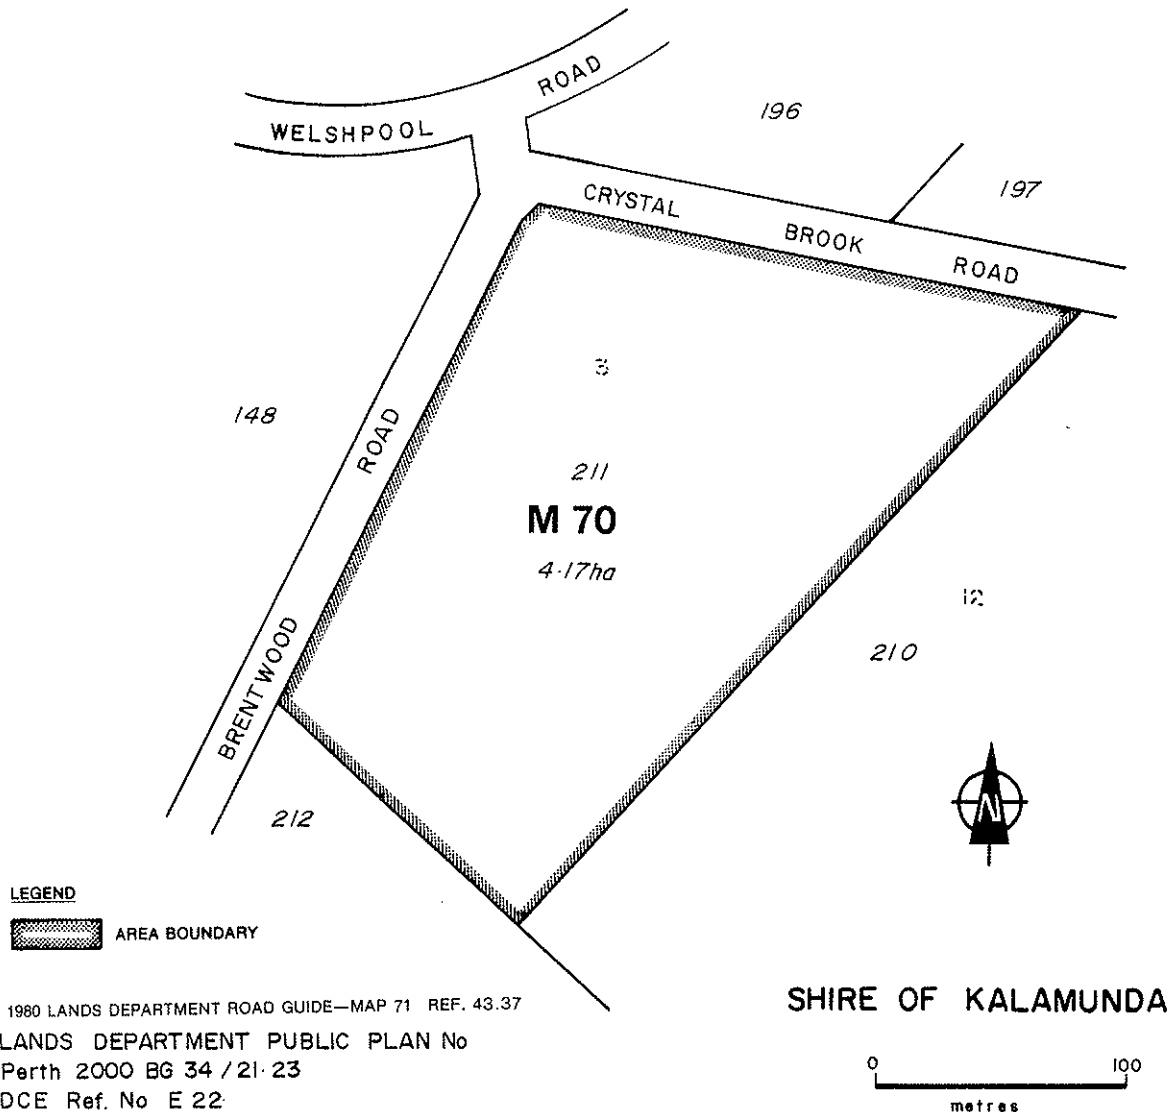 ROAD
WELSHPOOL
196
197
CRYSTAL BROOK ROAD
3
148
ROAD
211
M 70
4·17ha
12
210
BRENTWOOD
N
212
LEGEND
AREA BOUNDARY
1980 LANDS DEPARTMENT ROAD GUIDE—MAP 71 REF. 43.37
LANDS DEPARTMENT PUBLIC PLAN No
Perth 2000 BG 34 / 21·23
DCE Ref. No E 22
SHIRE OF KALAMUNDA
0 100
metres